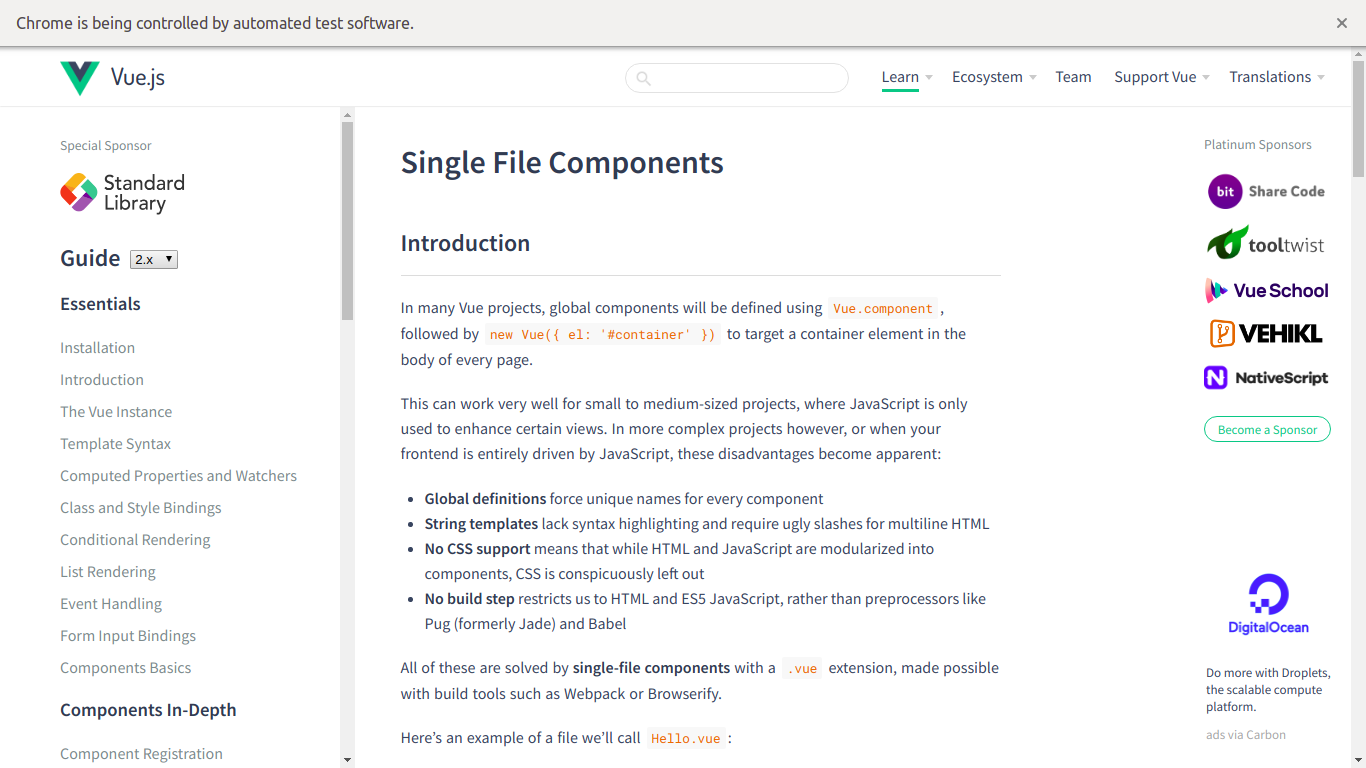 Chrome is being controlled by automated test software.
Vue.js
Learn
Ecosystem
Team
Support Vue
Translations
Special Sponsor
Standard
Library
Guide 2.x
Essentials
Installation
Introduction
The Vue Instance
Template Syntax
Computed Properties and Watchers
Class and Style Bindings
Conditional Rendering
List Rendering
Event Handling
Form Input Bindings
Components Basics
Components In-Depth
Component Registration
Single File Components
Introduction
In many Vue projects, global components will be defined using Vue.component ,
followed by new Vue({ el: '#container' }) to target a container element in the
body of every page.
This can work very well for small to medium-sized projects, where JavaScript is only
used to enhance certain views. In more complex projects however, or when your
frontend is entirely driven by JavaScript, these disadvantages become apparent:
• Global definitions force unique names for every component
• String templates lack syntax highlighting and require ugly slashes for multiline HTML
• No CSS support means that while HTML and JavaScript are modularized into
components, CSS is conspicuously left out
• No build step restricts us to HTML and ES5 JavaScript, rather than preprocessors like
Pug (formerly Jade) and Babel
All of these are solved by single-file components with a .vue extension, made possible
with build tools such as Webpack or Browserify.
Here’s an example of a file we’ll call Hello.vue :
Platinum Sponsors
bit Share Code
tooltwist
Vue School
VEHIKL
N NativeScript
Become a Sponsor
DigitalOcean
Do more with Droplets,
the scalable compute
platform.
ads via Carbon